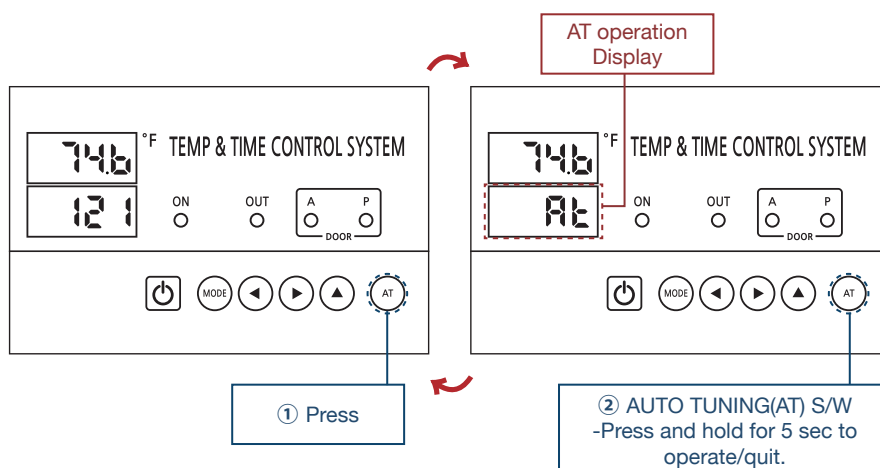 AT operation
Display
74.6 °F TEMP & TIME CONTROL SYSTEM
121 ON OUT A P
DOOR
MODE AT
① Press
74.6 °F TEMP & TIME CONTROL SYSTEM
At ON OUT A P
DOOR
MODE AT
② AUTO TUNING(AT) S/W
-Press and hold for 5 sec to
operate/quit.